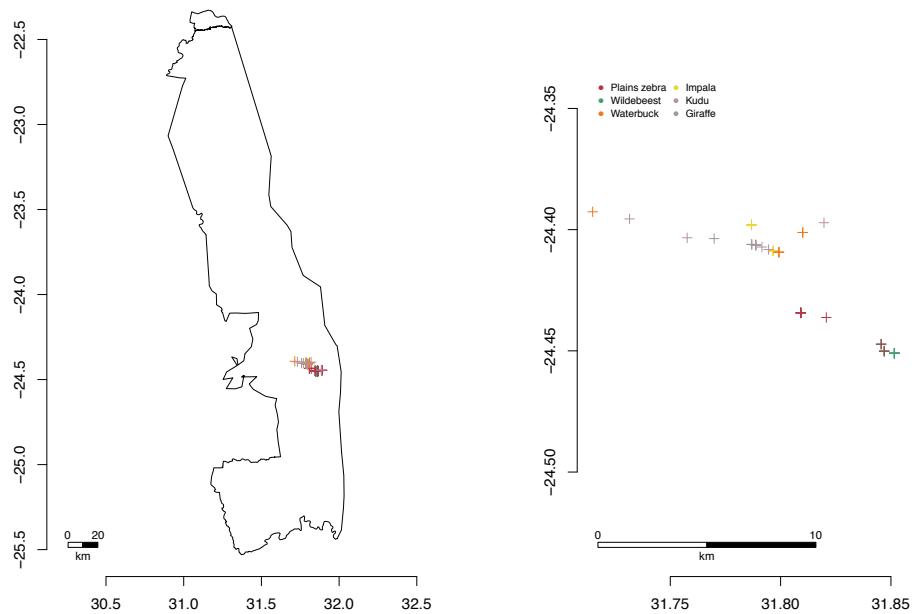 −22.5
−23.0
−23.5
−24.0
−24.5
−25.0
−25.5
0 20
km
30.5 31.0 31.5 32.0 32.5
Plains zebra Impala
Wildebeest Kudu
Waterbuck Giraffe
−24.35
−24.40
−24.45
−24.50
0 10
km
31.75 31.80 31.85